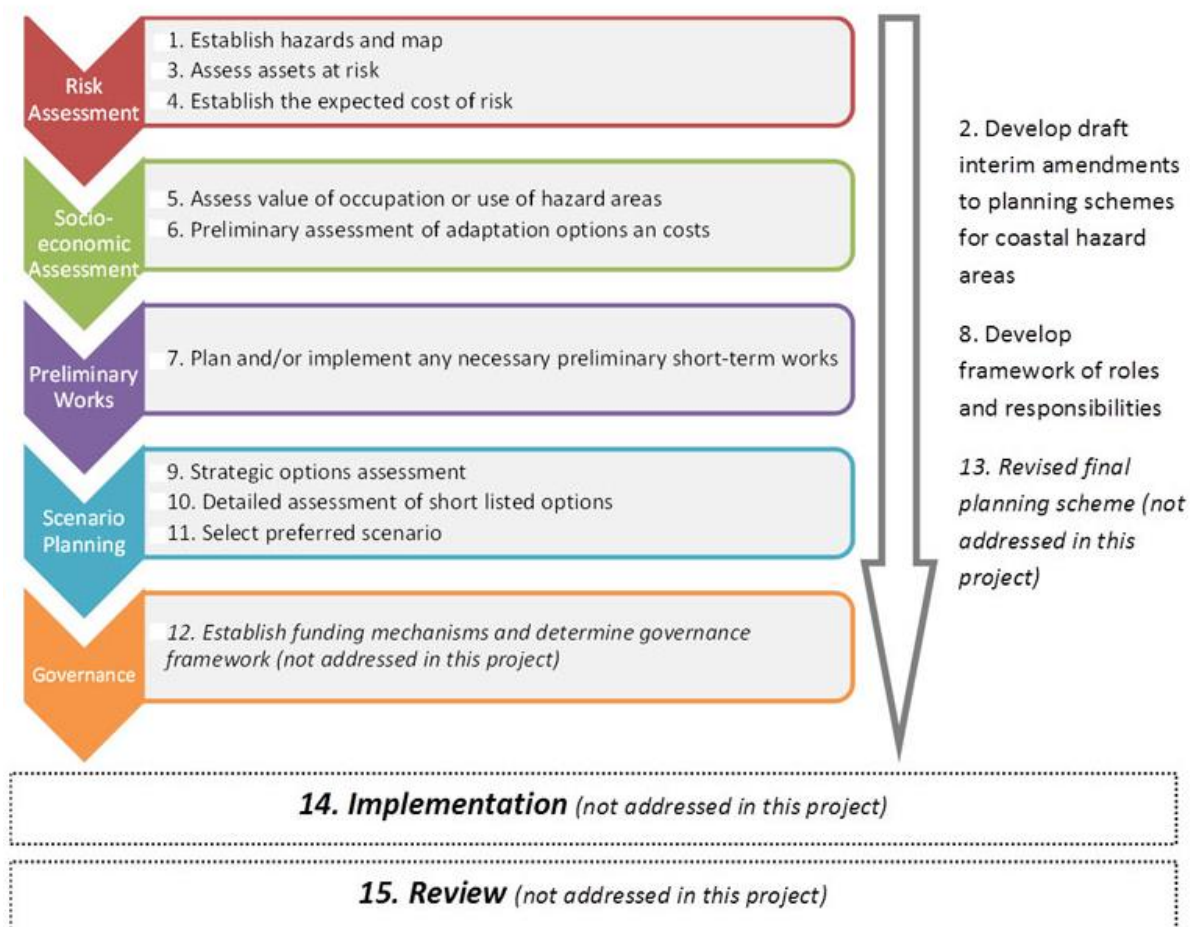 Risk
Assessment
1. Establish hazards and map
3. Assess assets at risk
4. Establish the expected cost of risk
Socio-
economic
Assessment
5. Assess value of occupation or use of hazard areas
6. Preliminary assessment of adaptation options an costs
Preliminary
Works
7. Plan and/or implement any necessary preliminary short-term works
Scenario
Planning
9. Strategic options assessment
10. Detailed assessment of short listed options
11. Select preferred scenario
Governance
12. Establish funding mechanisms and determine governance
framework (not addressed in this project)
2. Develop draft
interim amendments
to planning schemes
for coastal hazard
areas
8. Develop
framework of roles
and responsibilities
13. Revised final
planning scheme (not
addressed in this
project)
14. Implementation (not addressed in this project)
15. Review (not addressed in this project)